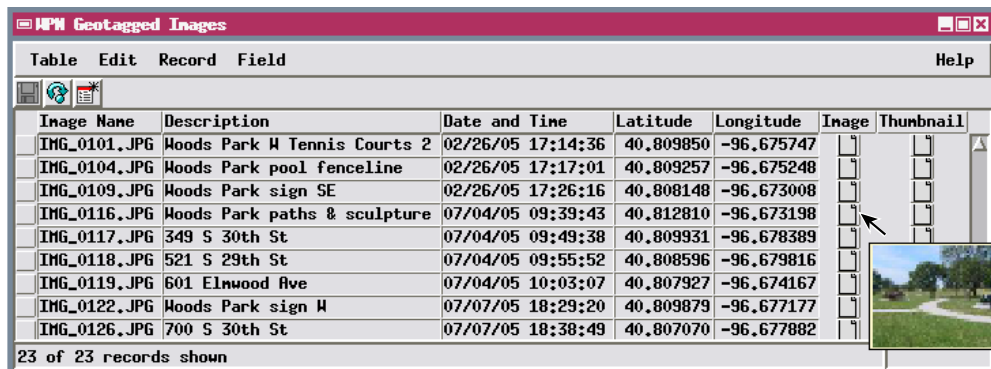 WPN Geotagged Images
Table Edit Record Field Help
Image Name Description Date and Time Latitude Longitude Image Thumbnail
IMG_0101.JPG Woods Park W Tennis Courts 2 02/26/05 17:14:36 40.809850 -96.675747
IMG_0104.JPG Woods Park pool fenceline 02/26/05 17:17:01 40.809257 -96.675248
IMG_0109.JPG Woods Park sign SE 02/26/05 17:26:16 40.808148 -96.673008
IMG_0116.JPG Woods Park paths & sculpture 07/04/05 09:39:43 40.812810 -96.673198
IMG_0117.JPG 349 S 30th St 07/04/05 09:49:38 40.809931 -96.678389
IMG_0118.JPG 521 S 29th St 07/04/05 09:55:52 40.808596 -96.679816
IMG_0119.JPG 601 Elmwood Ave 07/04/05 10:03:07 40.807927 -96.674167
IMG_0122.JPG Woods Park sign W 07/07/05 18:29:20 40.809879 -96.677177
IMG_0126.JPG 700 S 30th St 07/07/05 18:38:49 40.807070 -96.677882
23 of 23 records shown